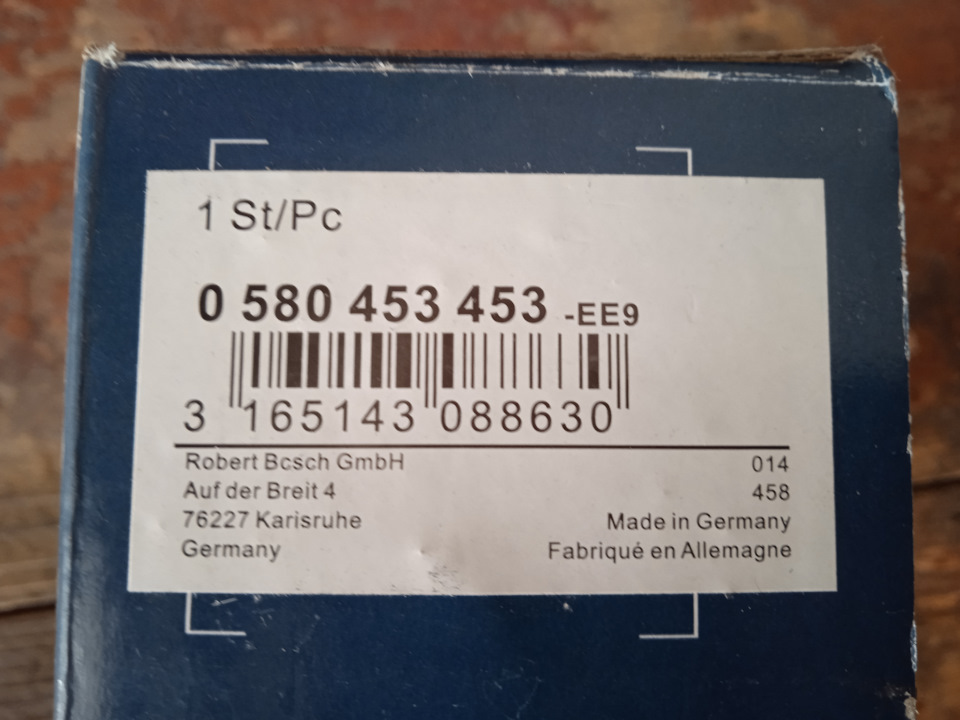 1 St/Pc
0 580 453 453 -EE9
3 165143 088630
Robert Bcsch GmbH
014
Auf der Breit 4
458
76227 Karisruhe
Made in Germany
Germany
Fabriqué en Allemagne